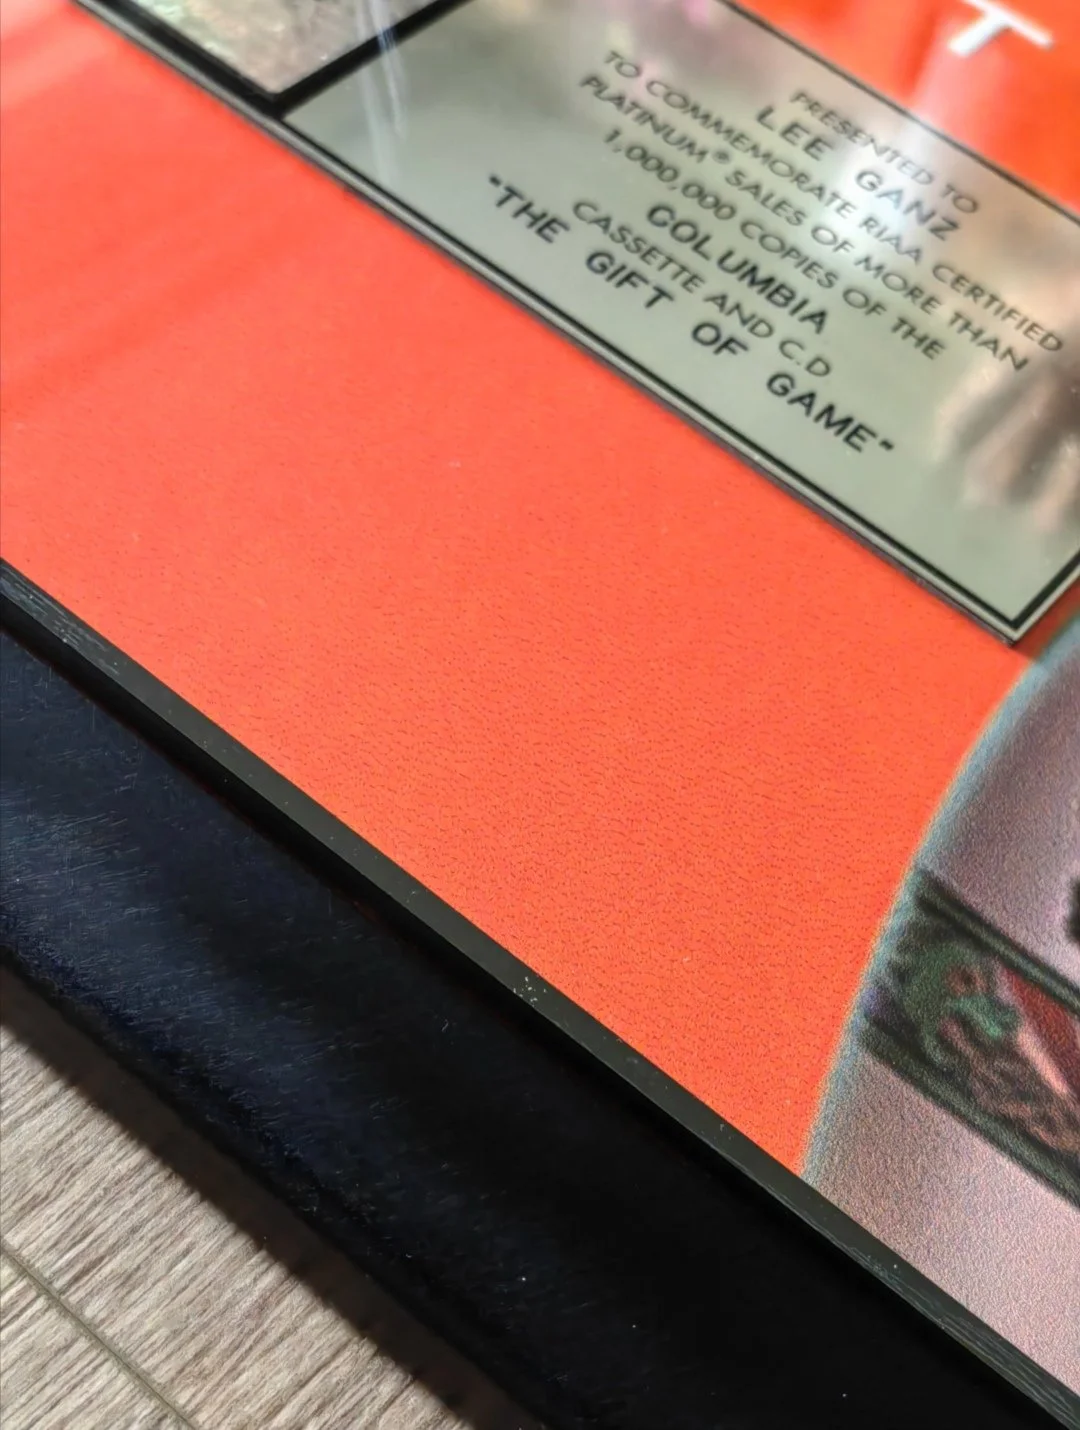 T
PRESENTED TO
LEE GANZ
TO COMMEMORATE RIAA CERTIFIED
PLATINUM® SALES OF MORE THAN
1,000,000 COPIES OF THE
COLUMBIA
CASSETTE AND C.D
"THE GIFT OF GAME"